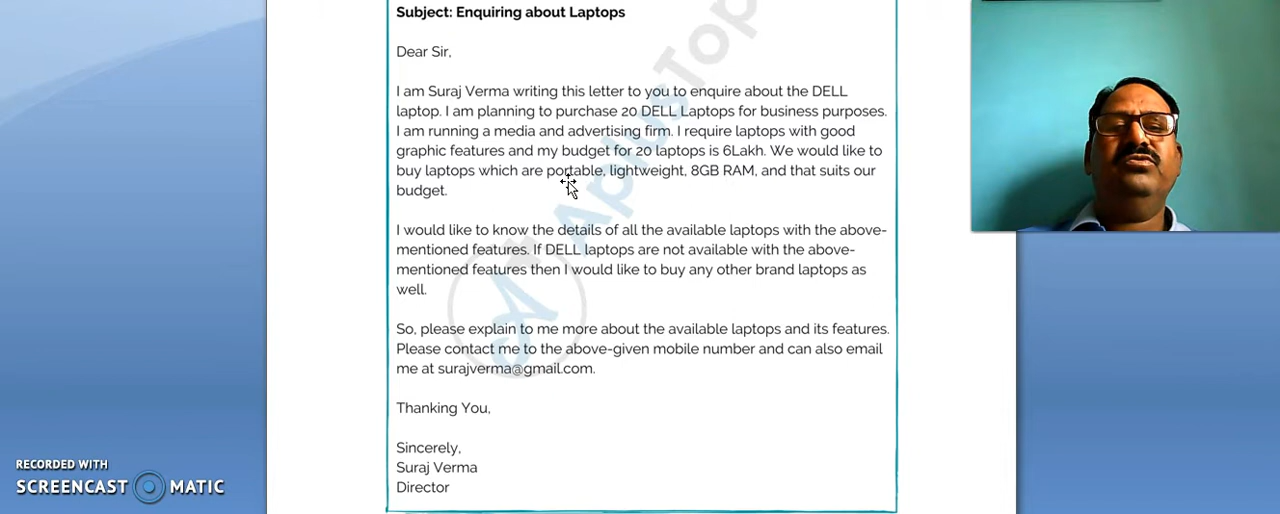 Subject: Enquiring about Laptops
Dear Sir,
I am Suraj Verma writing this letter to you to enquire about the DELL
laptop. I am planning to purchase 20 DELL Laptops for business purposes.
I am running a media and advertising firm. I require laptops with good
graphic features and my budget for 20 laptops is 6Lakh. We would like to
buy laptops which are portable, lightweight, 8GB RAM, and that suits our
budget.
I would like to know the details of all the available laptops with the above-
mentioned features. If DELL laptops are not available with the above-
mentioned features then I would like to buy any other brand laptops as
well.
So, please explain to me more about the available laptops and its features.
Please contact me to the above-given mobile number and can also email
me at surajverma@gmail.com.
Thanking You,
Sincerely,
Suraj Verma
Director
AplusTop
RECORDED WITH
SCREENCAST MATIC